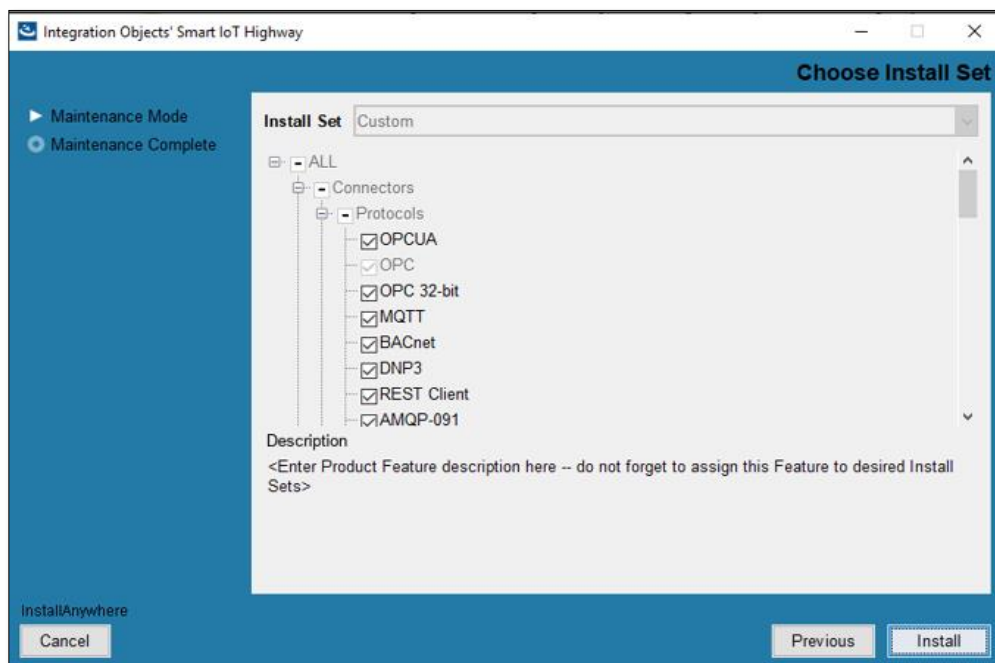 Integration Objects' Smart IoT Highway
Choose Install Set
Maintenance Mode
Maintenance Complete
Install Set Custom
ALL
Connectors
Protocols
OPCUA
OPC
OPC 32-bit
MQTT
BACnet
DNP3
REST Client
AMQP-091
Description
<Enter Product Feature description here -- do not forget to assign this Feature to desired Install
Sets>
InstallAnywhere
Cancel
Previous
Install